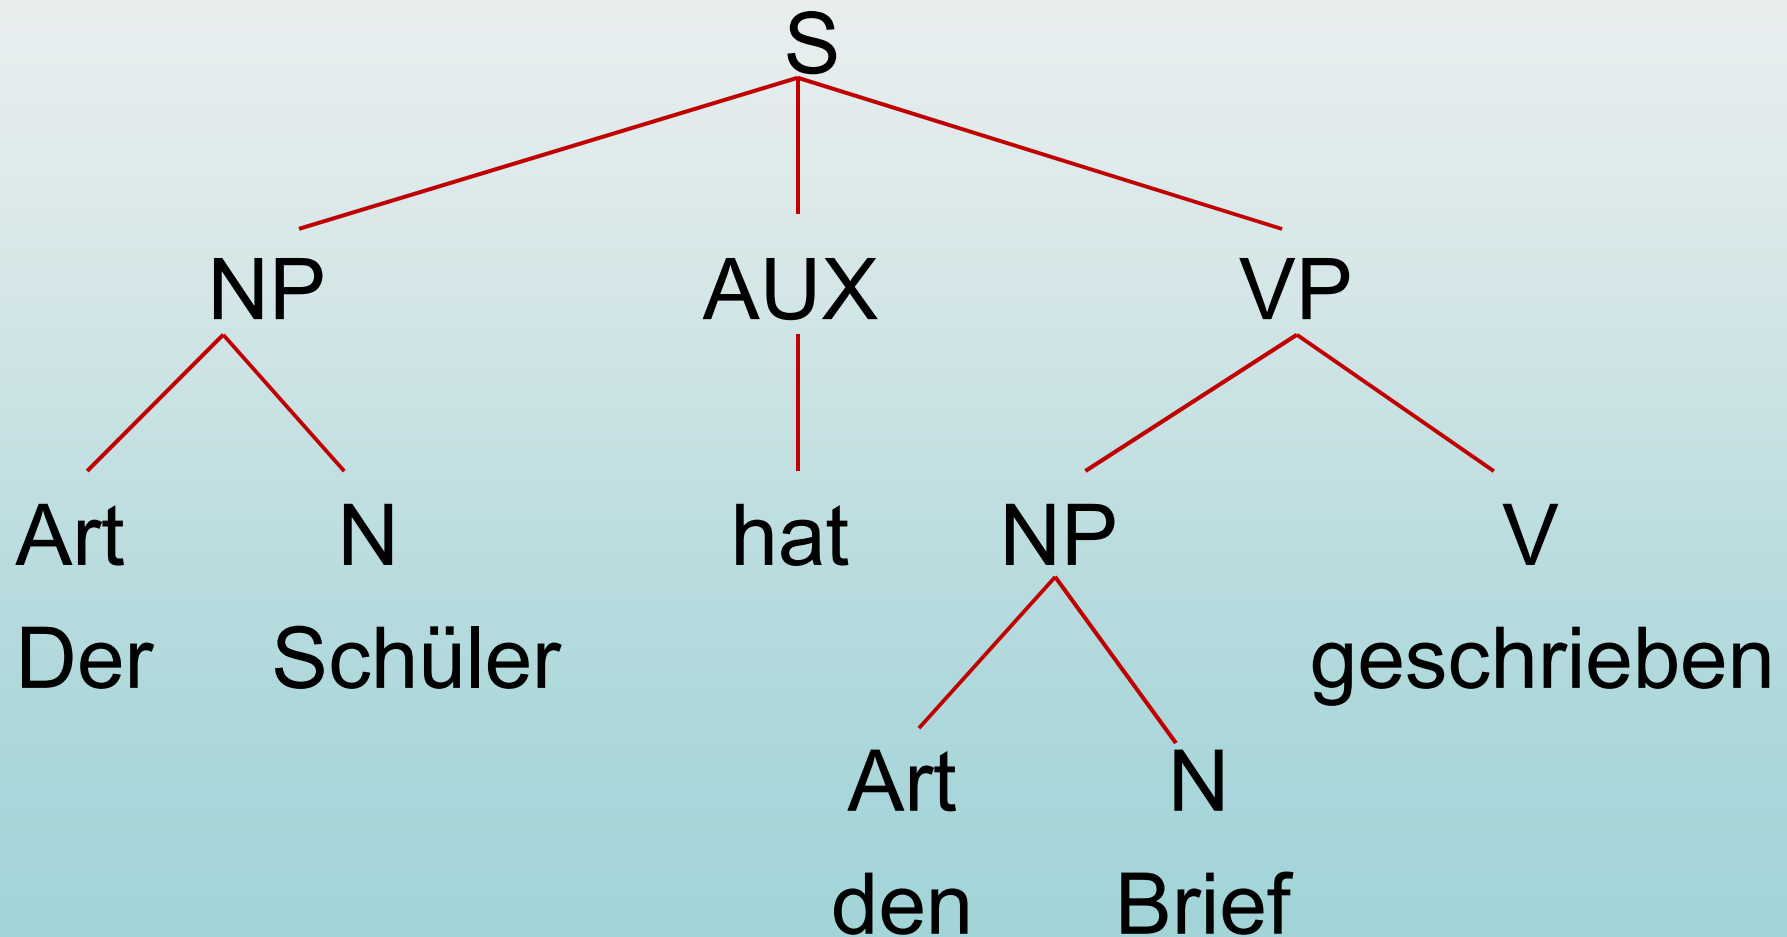 S
NP AUX VP
Art N hat NP V
Der Schüler geschrieben
Art N
den Brief